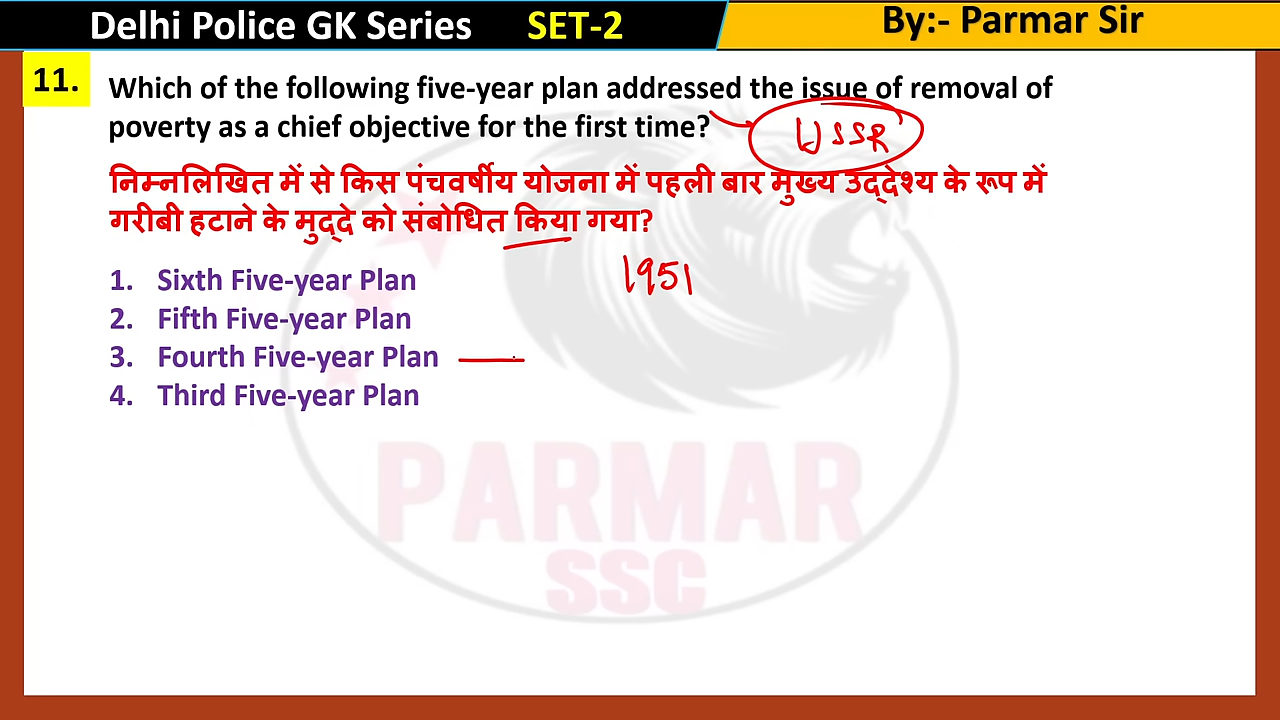 Delhi Police GK Series SET-2 By:- Parmar Sir
11. Which of the following five-year plan addressed the issue of removal of
poverty as a chief objective for the first time?
USSR
निम्नलिखित में से किस पंचवर्षीय योजना में पहली बार मुख्य उद्देश्य के रूप में
गरीबी हटाने के मुद्दे को संबोधित किया गया?
1951
1. Sixth Five-year Plan
2. Fifth Five-year Plan
3. Fourth Five-year Plan
4. Third Five-year Plan
PARMAR
SSC